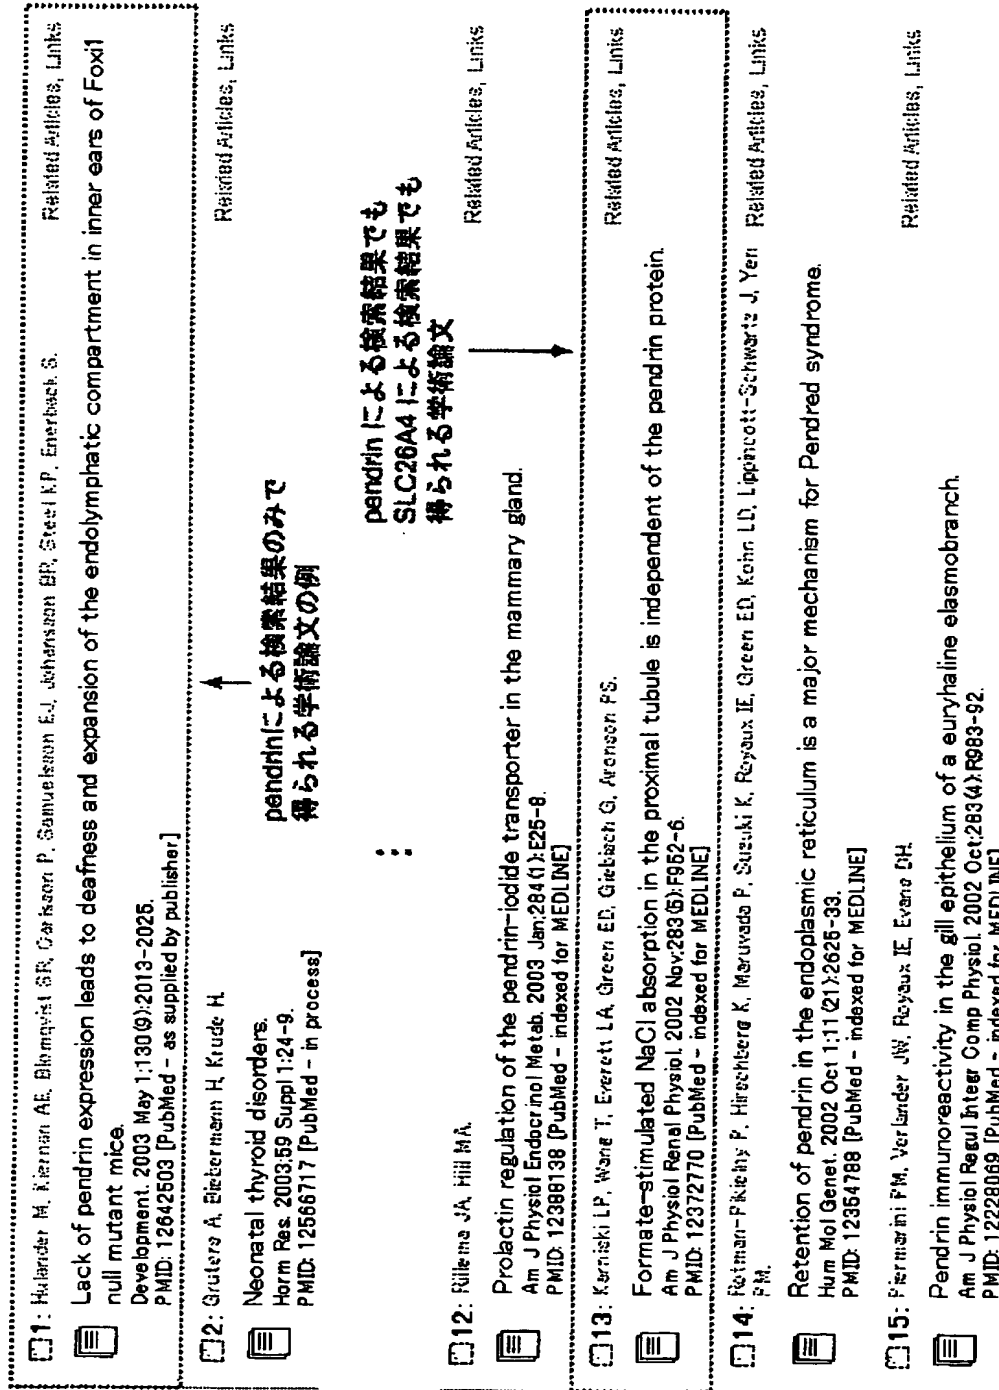 1: Hulander M, Kiernan AE, Blomqvist SR, Carlsson P, Samuelsson EJ, Johansson BR, Steel KP, Enerback S. Related Articles, Links
Lack of pendrin expression leads to deafness and expansion of the endolymphatic compartment in inner ears of Foxi1
null mutant mice.
Development. 2003 May 1;130(9):2013-2025.
PMID: 12642503 [PubMed - as supplied by publisher]
2: Gruters A, Biebermann H, Krude H. Related Articles, Links
Neonatal thyroid disorders.
Horm Res. 2003;59 Suppl 1:24-9.
PMID: 12566717 [PubMed - in process]
pendrinによる検索結果のみで
得られる学術論文の例
pendrinによる検索結果でも
SLC26A4による検索結果でも
得られる学術論文
12: Rillema JA, Hill MA. Related Articles, Links
Prolactin regulation of the pendrin-iodide transporter in the mammary gland.
Am J Physiol Endocrinol Metab. 2003 Jan;284(1):E25-8.
PMID: 12388138 [PubMed - indexed for MEDLINE]
13: Karniski LP, Wang T, Everett LA, Green ED, Giebisch G, Aronson PS. Related Articles, Links
Formate-stimulated NaCl absorption in the proximal tubule is independent of the pendrin protein.
Am J Physiol Renal Physiol. 2002 Nov;283(5):F952-6.
PMID: 12372770 [PubMed - indexed for MEDLINE]
14: Rotman-Pikielny P, Hirschberg K, Maruvada P, Suzuki K, Royaux IE, Green ED, Kohn LD, Lippincott-Schwartz J, Yen Related Articles, Links
PM.
Retention of pendrin in the endoplasmic reticulum is a major mechanism for Pendred syndrome.
Hum Mol Genet. 2002 Oct 1;11(21):2625-33.
PMID: 12354788 [PubMed - indexed for MEDLINE]
15: Piermarini PM, Verlander JW, Royaux IE, Evans DH. Related Articles, Links
Pendrin immunoreactivity in the gill epithelium of a euryhaline elasmobranch.
Am J Physiol Regul Integr Comp Physiol. 2002 Oct;283(4):R983-92.
PMID: 12228069 [PubMed - indexed for MEDLINE]